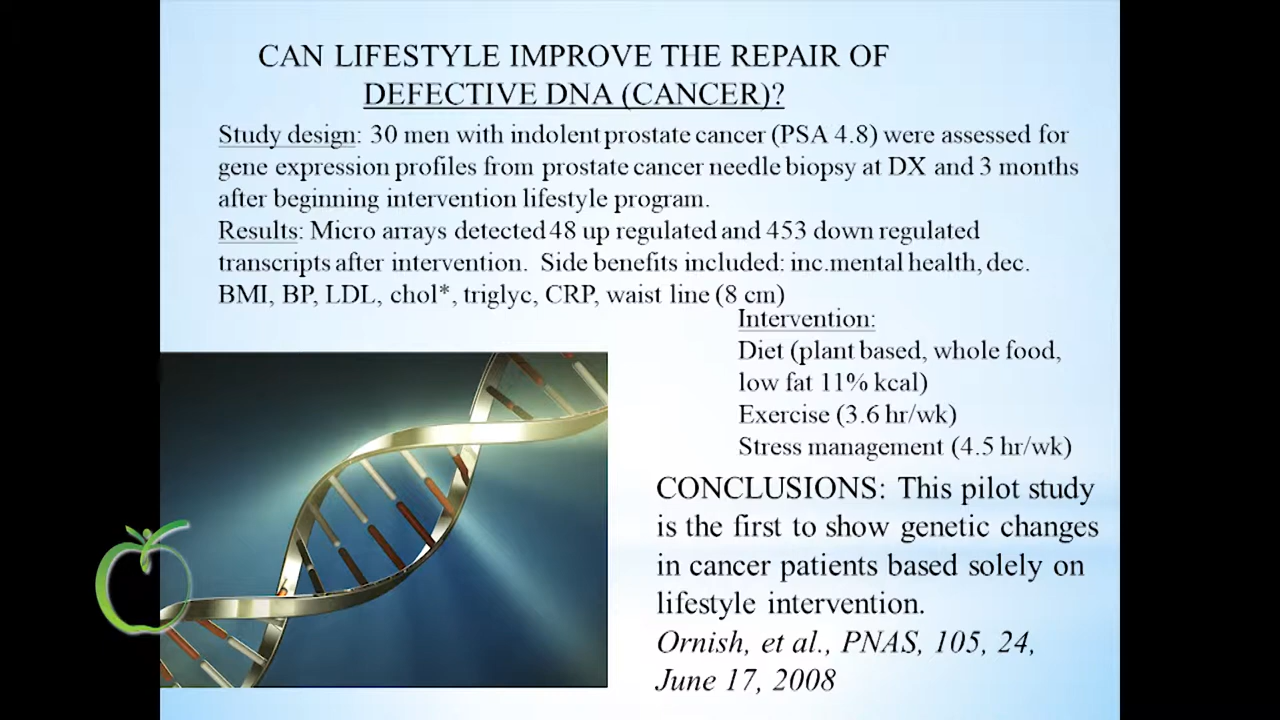 CAN LIFESTYLE IMPROVE THE REPAIR OF
DEFECTIVE DNA (CANCER)?
Study design: 30 men with indolent prostate cancer (PSA 4.8) were assessed for
gene expression profiles from prostate cancer needle biopsy at DX and 3 months
after beginning intervention lifestyle program.
Results: Micro arrays detected 48 up regulated and 453 down regulated
transcripts after intervention. Side benefits included: inc.mental health, dec.
BMI, BP, LDL, chol*, triglyc, CRP, waist line (8 cm)
Intervention:
Diet (plant based, whole food,
low fat 11% kcal)
Exercise (3.6 hr/wk)
Stress management (4.5 hr/wk)
CONCLUSIONS: This pilot study
is the first to show genetic changes
in cancer patients based solely on
lifestyle intervention.
Ornish, et al., PNAS, 105, 24,
June 17, 2008